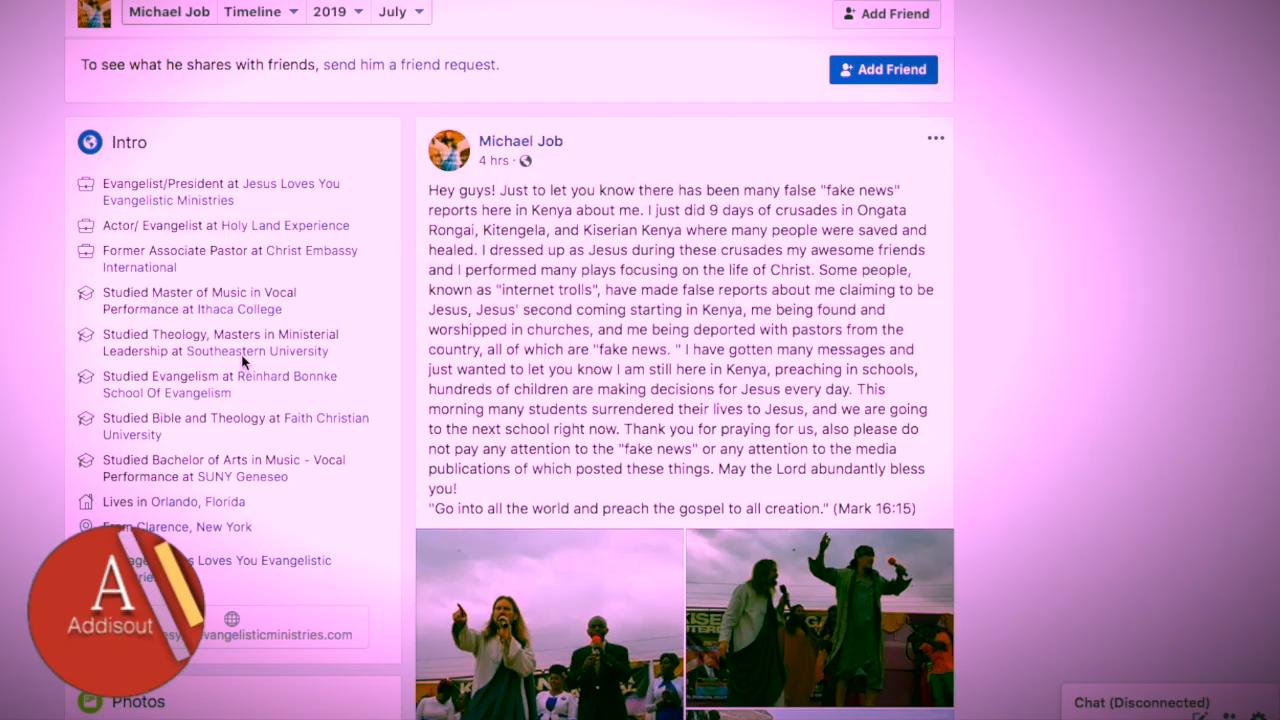 Michael Job Timeline 2019 July Add Friend
To see what he shares with friends, send him a friend request. Add Friend
Intro
Evangelist/President at Jesus Loves You
Evangelistic Ministries
Actor/ Evangelist at Holy Land Experience
Former Associate Pastor at Christ Embassy
International
Studied Master of Music in Vocal
Performance at Ithaca College
Studied Theology, Masters in Ministerial
Leadership at Southeastern University
Studied Evangelism at Reinhard Bonnke
School Of Evangelism
Studied Bible and Theology at Faith Christian
University
Studied Bachelor of Arts in Music - Vocal
Performance at SUNY Geneseo
Lives in Orlando, Florida
From Clarence, New York
Loves You Evangelistic
evangelisticministries.com
Photos
Michael Job
4 hrs ·
Hey guys! Just to let you know there has been many false "fake news"
reports here in Kenya about me. I just did 9 days of crusades in Ongata
Rongai, Kitengela, and Kiserian Kenya where many people were saved and
healed. I dressed up as Jesus during these crusades my awesome friends
and I performed many plays focusing on the life of Christ. Some people,
known as "internet trolls", have made false reports about me claiming to be
Jesus, Jesus' second coming starting in Kenya, me being found and
worshipped in churches, and me being deported with pastors from the
country, all of which are "fake news. " I have gotten many messages and
just wanted to let you know I am still here in Kenya, preaching in schools,
hundreds of children are making decisions for Jesus every day. This
morning many students surrendered their lives to Jesus, and we are going
to the next school right now. Thank you for praying for us, also please do
not pay any attention to the "fake news" or any attention to the media
publications of which posted these things. May the Lord abundantly bless
you!
"Go into all the world and preach the gospel to all creation." (Mark 16:15)
A
Addisout
Chat (Disconnected)